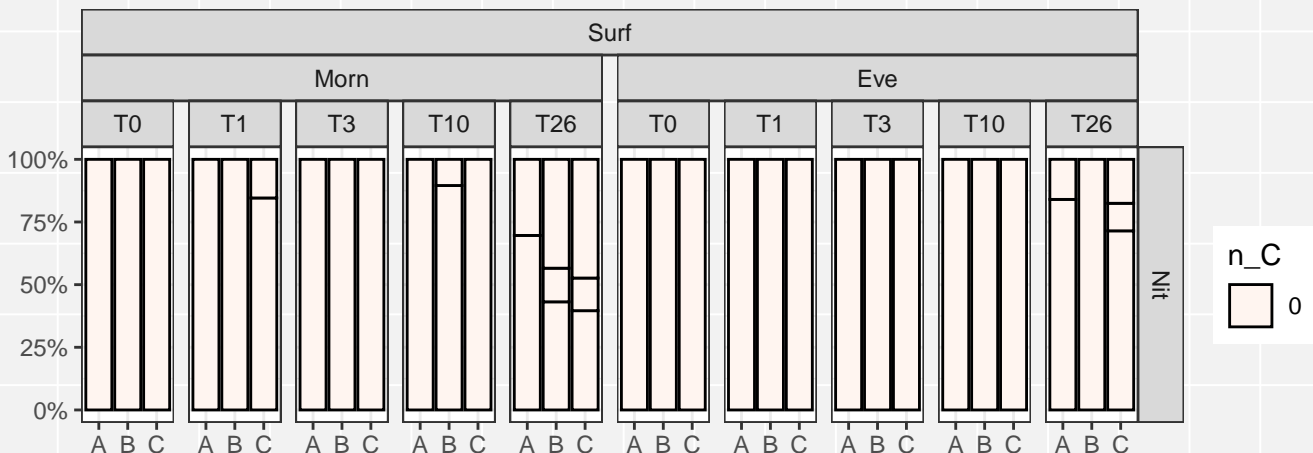 Surf
Morn Eve
T0 T1 T3 T10 T26 T0 T1 T3 T10 T26
100%
75%
50%
25%
0%
Nit
n_C
0
A B C A B C A B C A B C A B C A B C A B C A B C A B C A B C